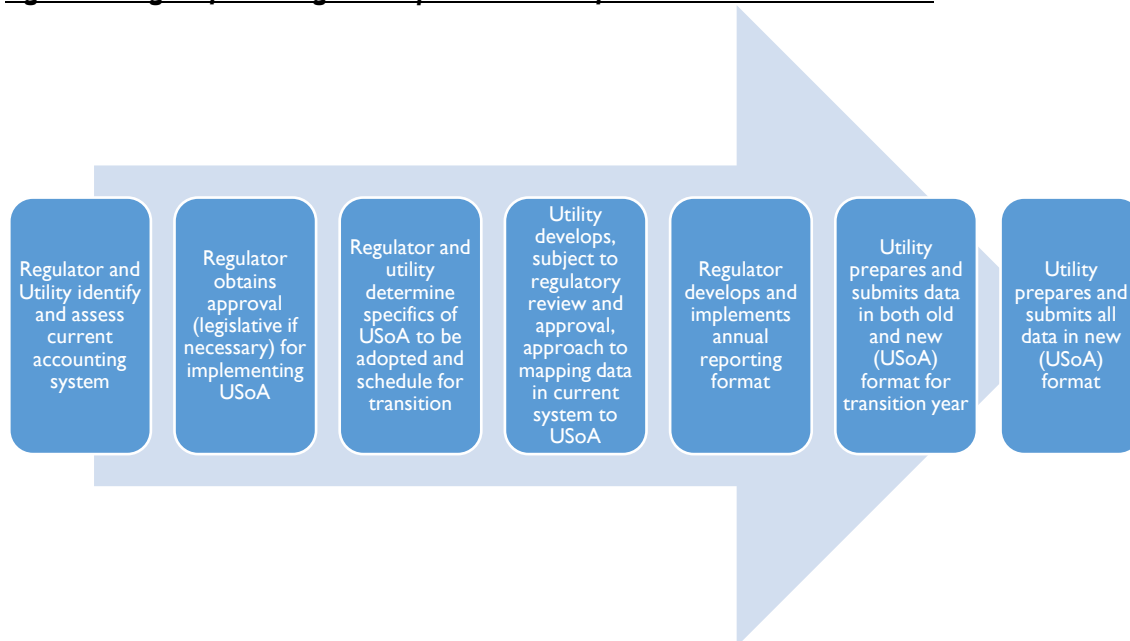 Regulator and
Utility identify
and assess
current
accounting
system
Regulator
obtains
approval
(legislative if
necessary) for
implementing
USoA
Regulator and
utility
determine
specifics of
USoA to be
adopted and
schedule for
transition
Utility
develops,
subject to
regulatory
review and
approval,
approach to
mapping data
in current
system to
USoA
Regulator
develops and
implements
annual
reporting
format
Utility
prepares and
submits data
in both old
and new
(USoA)
format for
transition year
Utility
prepares and
submits all
data in new
(USoA)
format